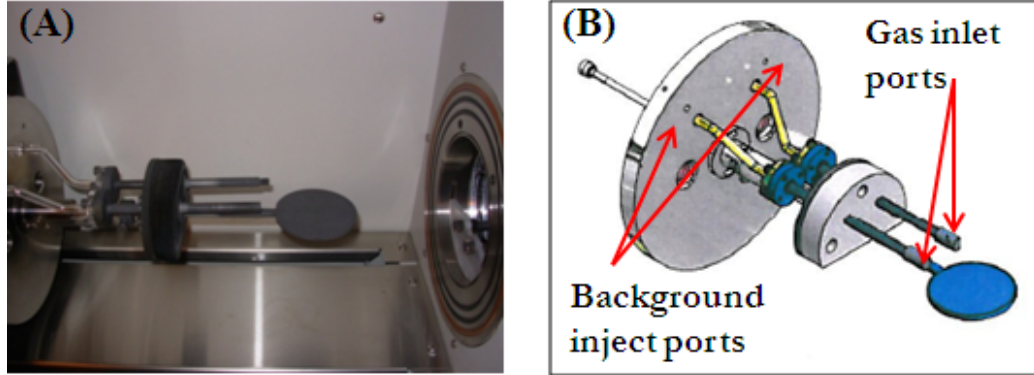 (A)
(B)
Gas inlet
ports
Background
inject ports